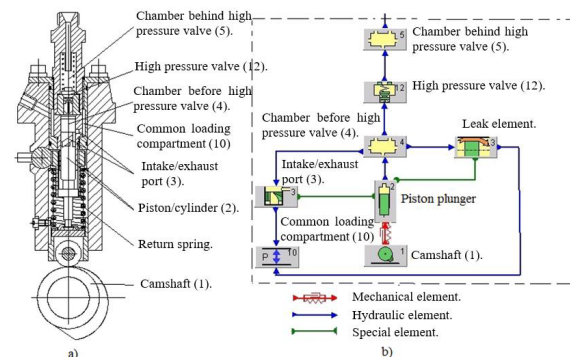 Chamber behind high
pressure valve (5).
High pressure valve (12).
Chamber before high
pressure valve (4).
Common loading
compartment (10)
Intake/exhaust
port (3).
Piston/cylinder (2).
Return spring.
Camshaft (1).
a)
5
Chamber behind high
pressure valve (5).
12
High pressure valve (12).
Chamber before high
pressure valve (4).
4
Leak element.
3
Intake/exhaust
port (3).
3
2
Piston plunger
Common loading
compartment (10)
P
10
1
Camshaft (1).
Mechanical element.
Hydraulic element.
Special element.
b)